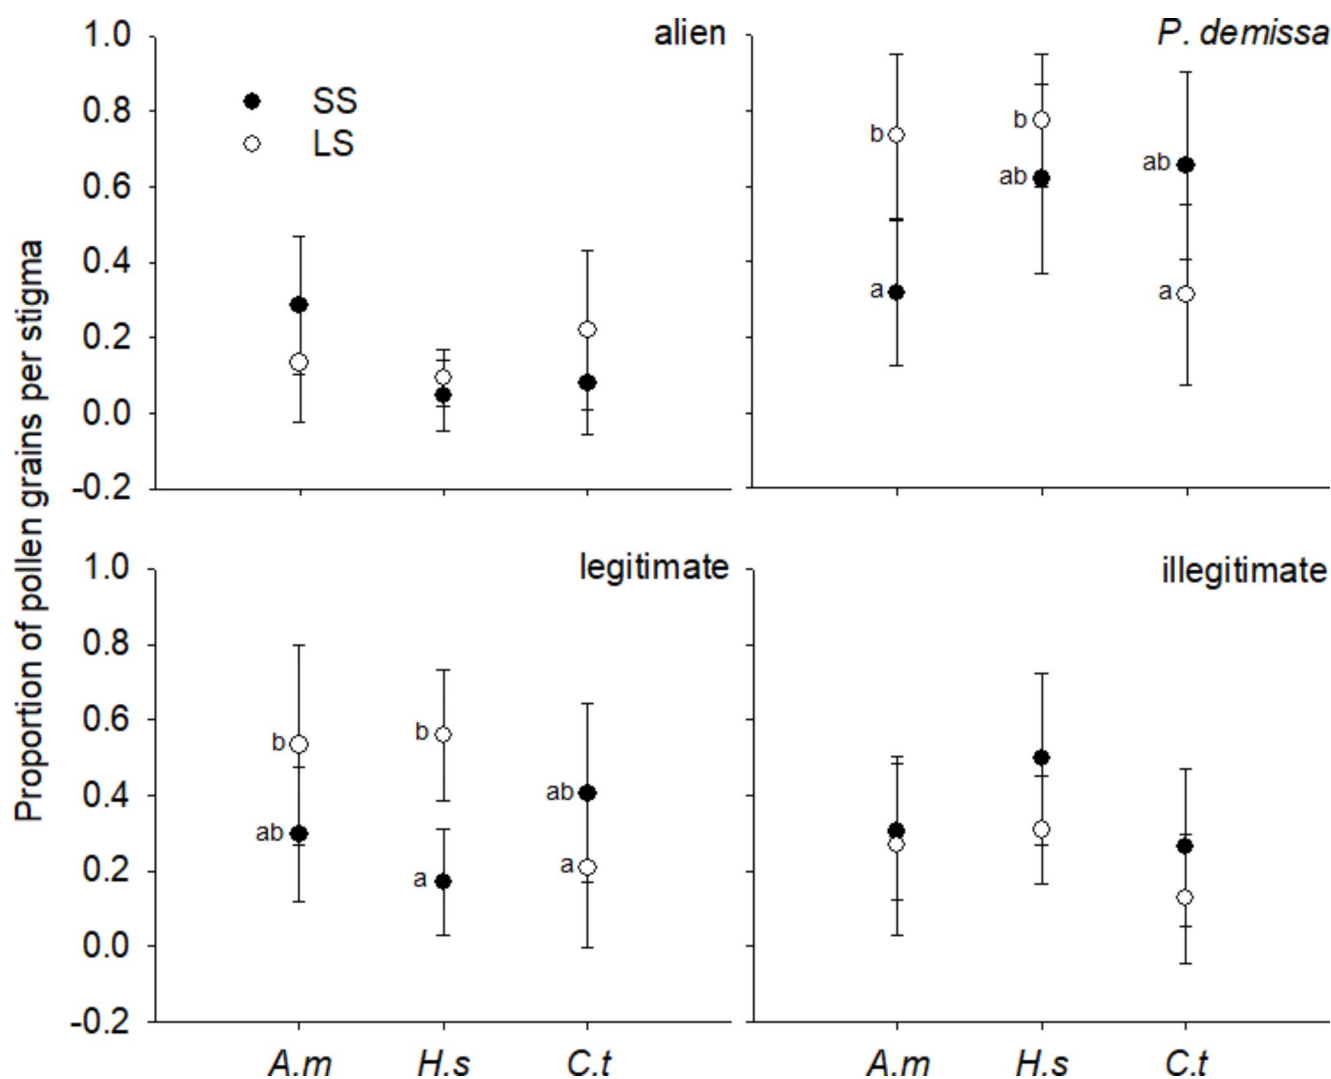 Proportion of pollen grains per stigma
alien
SS
LS
1.0
0.8
0.6
0.4
0.2
0.0
-0.2
P. demissa
b
a
b
ab
ab
a
legitimate
1.0
0.8
0.6
0.4
0.2
0.0
-0.2
b
ab
b
a
ab
a
A.m H.s C.t
illegitimate
A.m H.s C.t